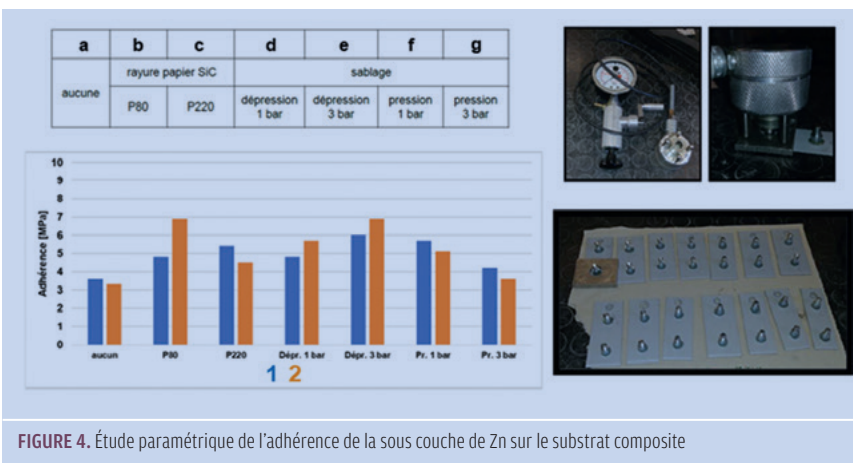 a b c d e f g
aucune rayure papier SiC sablage
P80 P220 dépression 1 bar dépression 3 bar pression 1 bar pression 3 bar
Adhérence [MPa]
10
9
8
7
6
5
4
3
2
1
0
aucun P80 P220 Dépr. 1 bar Dépr. 3 bar Pr. 1 bar Pr. 3 bar
1 2
FIGURE 4. Étude paramétrique de l'adhérence de la sous couche de Zn sur le substrat composite